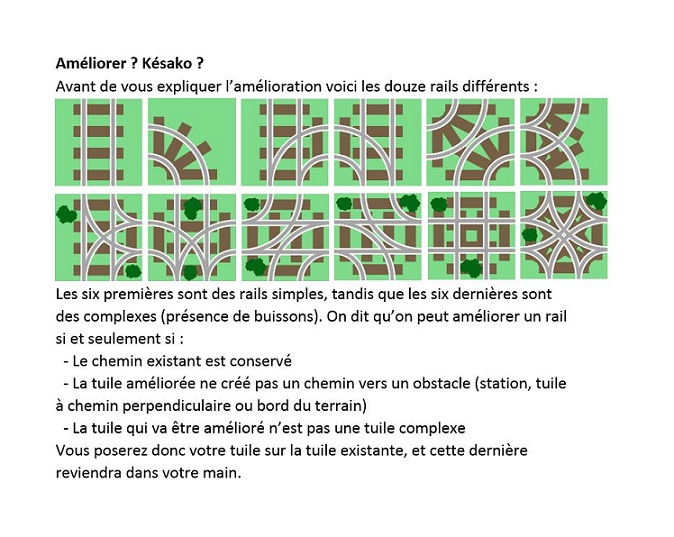 Améliorer ? Késako ?
Avant de vous expliquer l’amélioration voici les douze rails différents :
Les six premières sont des rails simples, tandis que les six dernières sont
des complexes (présence de buissons). On dit qu’on peut améliorer un rail
si et seulement si :
- Le chemin existant est conservé
- La tuile améliorée ne créé pas un chemin vers un obstacle (station, tuile
à chemin perpendiculaire ou bord du terrain)
- La tuile qui va être amélioré n’est pas une tuile complexe
Vous poserez donc votre tuile sur la tuile existante, et cette dernière
reviendra dans votre main.